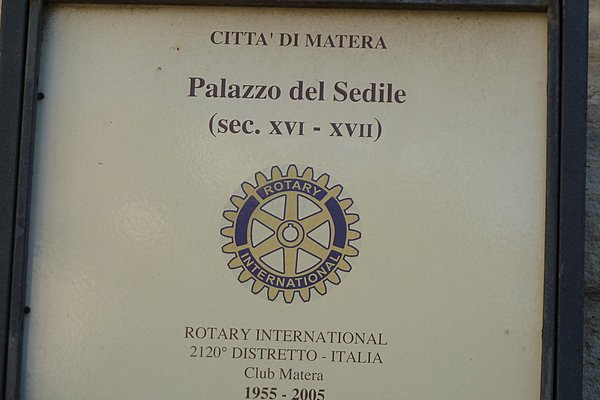 CITTA' DI MATERA
Palazzo del Sedile
(sec. XVI - XVII)
ROTARY
INTERNATIONAL
ROTARY INTERNATIONAL
2120° DISTRETTO - ITALIA
Club Matera
1955 - 2005